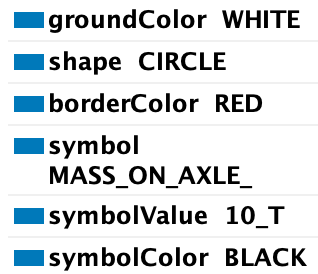 groundColor WHITE
shape CIRCLE
borderColor RED
symbol
MASS_ON_AXLE_
symbolValue 10_T
symbolColor BLACK